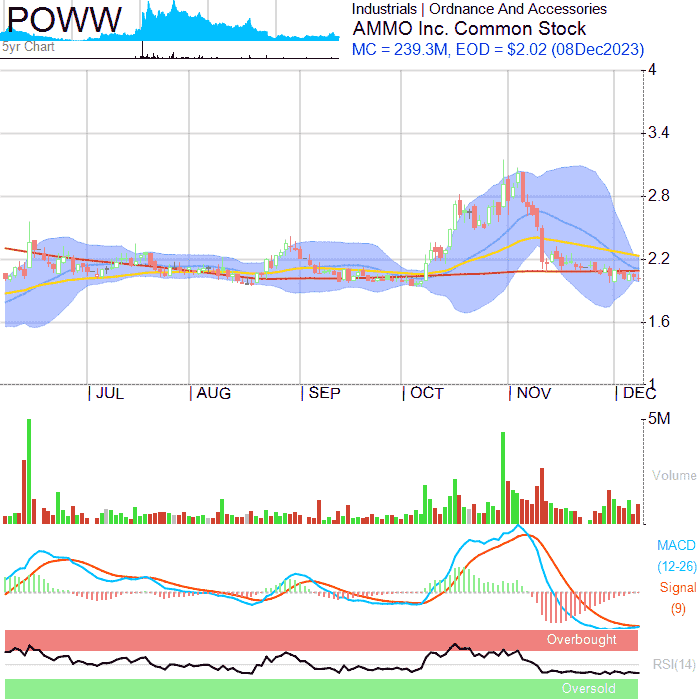 POWW
5yr Chart
Industrials | Ordnance And Accessories
AMMO Inc. Common Stock
MC = 239.3M, EOD = $2.02 (08Dec2023)
4
3.4
2.8
2.2
1.6
1
JUL AUG SEP OCT NOV DEC
5M
Volume
MACD
(12-26)
Signal
(9)
Overbought
RSI(14)
Oversold